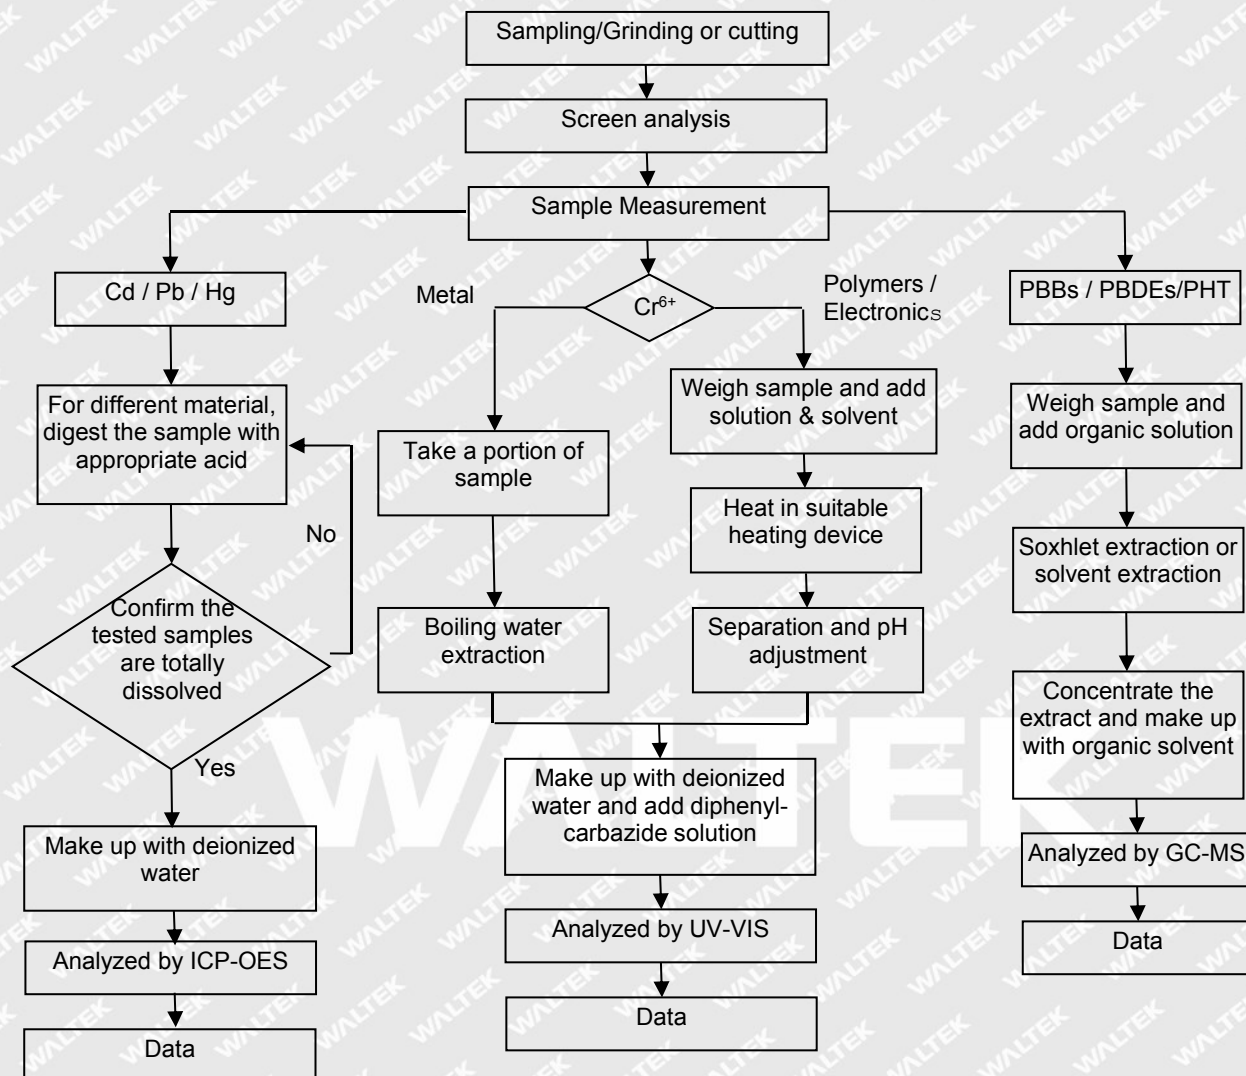 Sampling/Grinding or cutting
Screen analysis
Sample Measurement
Cd / Pb / Hg
Metal
Cr6+
Polymers /
Electronics
PBBs / PBDEs/PHT
For different material,
digest the sample with
appropriate acid
No
Confirm the
tested samples
are totally
dissolved
Yes
Make up with deionized
water
Analyzed by ICP-OES
Data
Take a portion of
sample
Boiling water
extraction
Weigh sample and add
solution & solvent
Heat in suitable
heating device
Separation and pH
adjustment
Make up with deionized
water and add diphenyl-
carbazide solution
Analyzed by UV-VIS
Data
Weigh sample and
add organic solution
Soxhlet extraction or
solvent extraction
Concentrate the
extract and make up
with organic solvent
Analyzed by GC-MS
Data
WALTEK